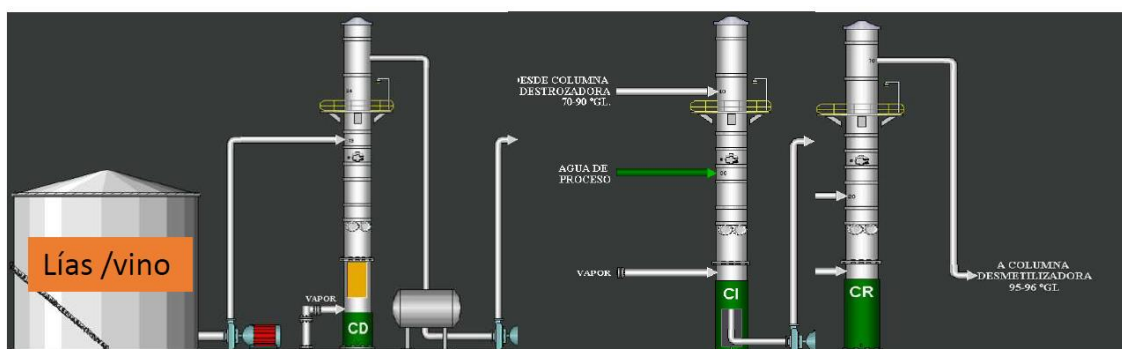 Lías /vino
VAPOR
CD
ESDE COLUMNA
DESTROZADORA
70-90 °GL.
AGUA DE
PROCESO
VAPOR
CI
CR
A COLUMNA
DESMETILIZADORA
95-96 °GL